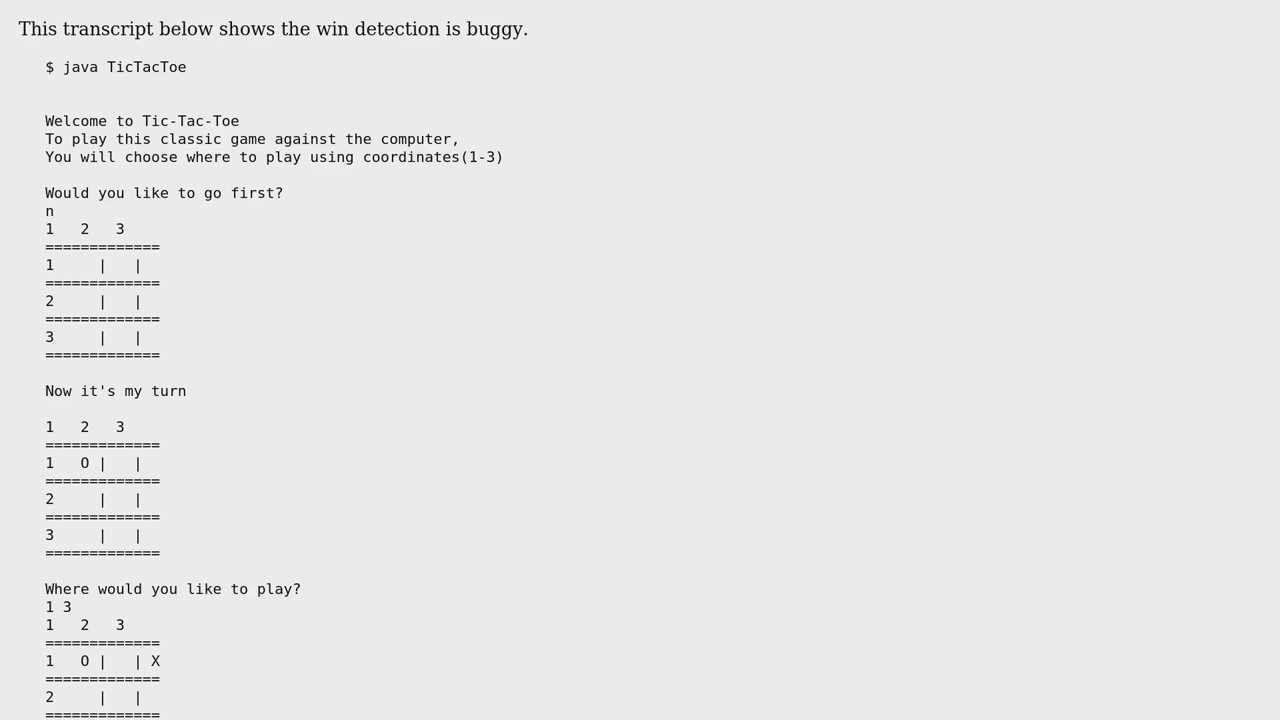 This transcript below shows the win detection is buggy.
$ java TicTacToe
Welcome to Tic-Tac-Toe
To play this classic game against the computer,
You will choose where to play using coordinates(1-3)
Would you like to go first?
n
1   2   3
=============
1     |   |
=============
2     |   |
=============
3     |   |
=============
Now it's my turn
1   2   3
=============
1   O |   |
=============
2     |   |
=============
3     |   |
=============
Where would you like to play?
1 3
1   2   3
=============
1   O |   | X
=============
2     |   |
=============